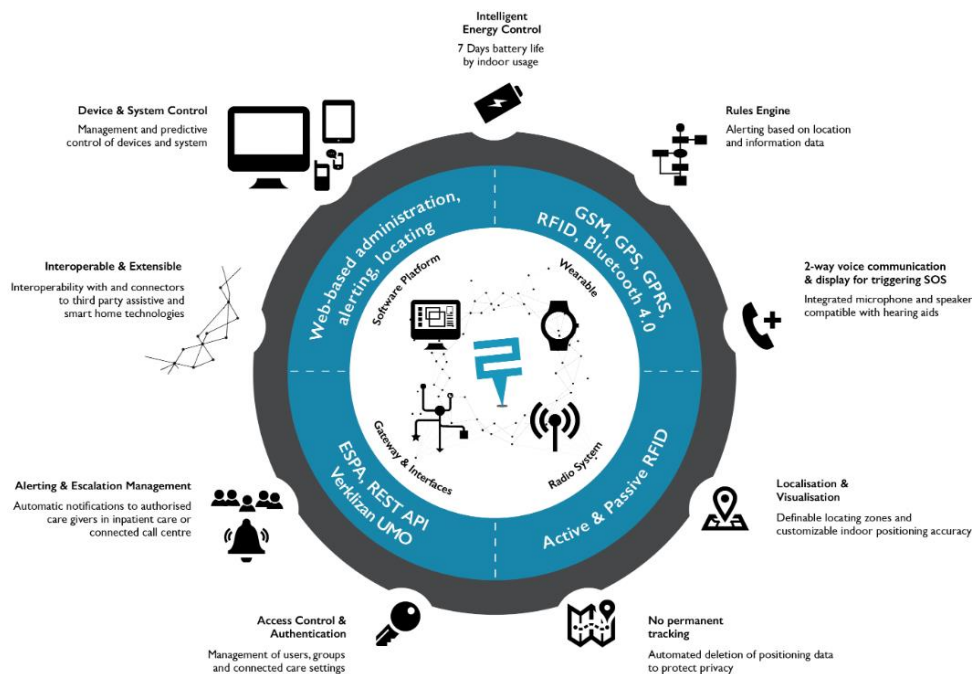 Intelligent
Energy Control
7 Days battery life
by indoor usage
Device & System Control
Management and predictive
control of devices and system
Rules Engine
Alerting based on location
and information data
Interoperable & Extensible
Interoperability with and connectors
to third party assistive and
smart home technologies
2-way voice communication
& display for triggering SOS
Integrated microphone and speaker
compatible with hearing aids
Web-based administration,
alerting, locating
GSM, GPS, GPRS,
RFID, Bluetooth 4.0
Software Platform
Wearable
Gateway & Interfaces
Radio System
ESPA, REST API
Verklizan UMO
Active & Passive RFID
Alerting & Escalation Management
Automatic notifications to authorised
care givers in inpatient care or
connected call centre
Localisation &
Visualisation
Definable locating zones and
customizable indoor positioning accuracy
Access Control &
Authentication
Management of users, groups
and connected care settings
No permanent
tracking
Automated deletion of positioning data
to protect privacy